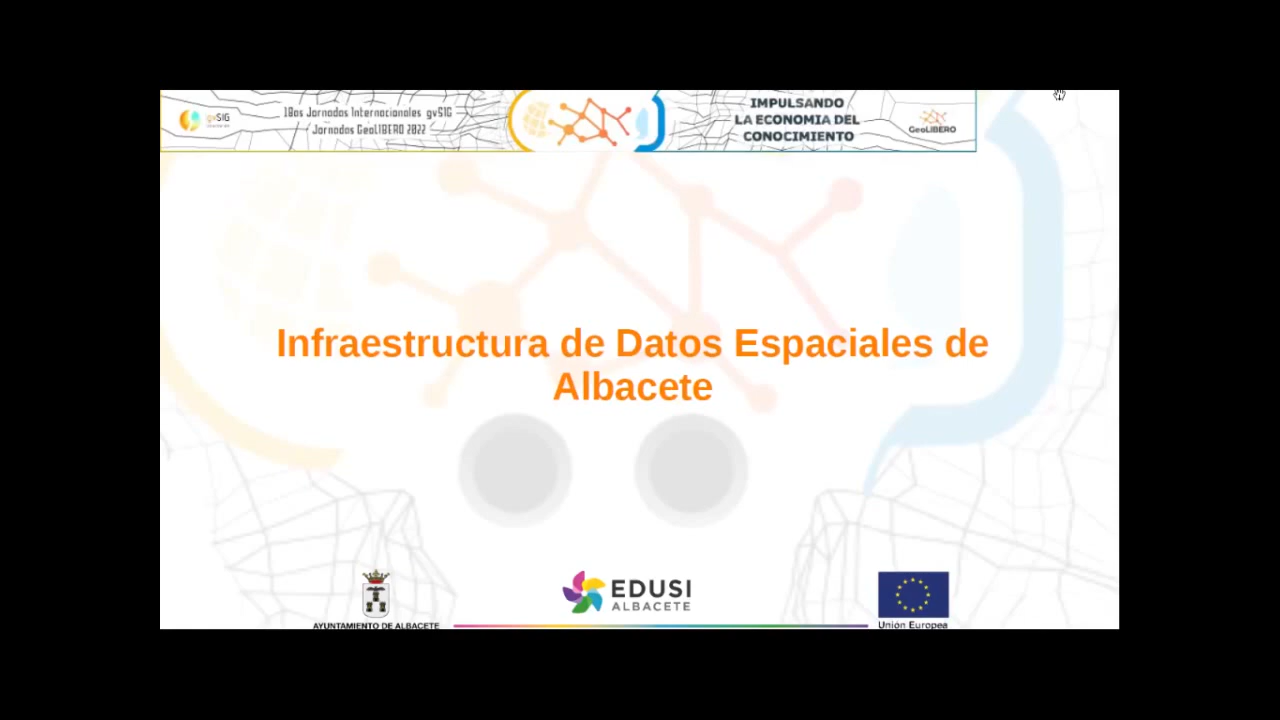 gvSIG
18as Jornadas Internacionales gvSIG
Jornadas GeoLIBERO 2022
IMPULSANDO
LA ECONOMIA DEL
CONOCIMIENTO
GeoLIBERO
Infraestructura de Datos Espaciales de
Albacete
AYUNTAMIENTO DE ALBACETE
EDUSI
ALBACETE
Unión Europea